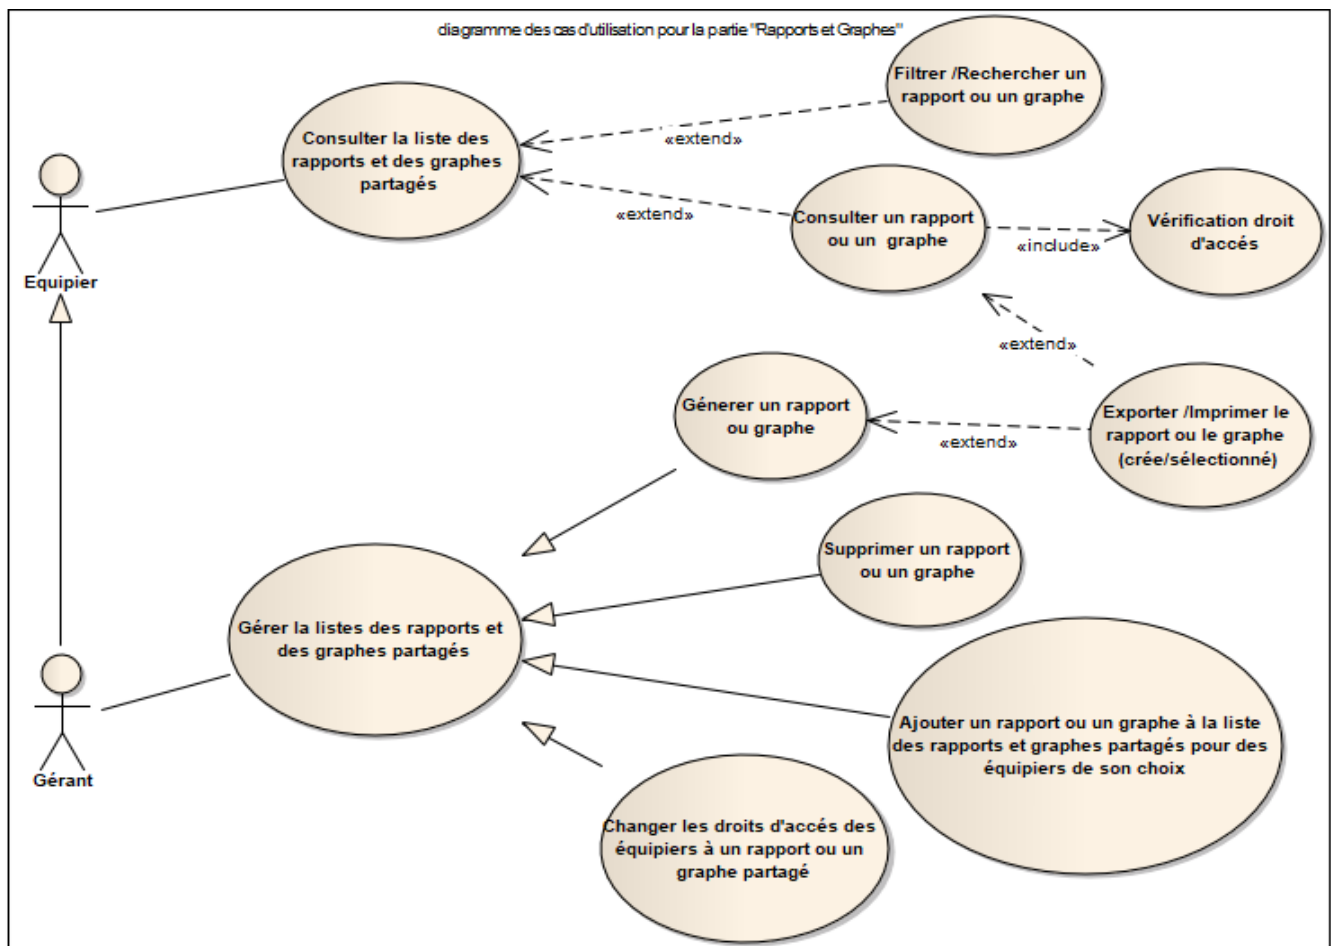 diagramme des cas d'utilisation pour la partie "Rapports et Graphes"
Filtrer /Rechercher un
rapport ou un graphe
Consulter la liste des
rapports et des graphes
partagés
«extend»
«extend»
Consulter un rapport
ou un graphe
«include»
Vérification droit
d'accés
Equipier
«extend»
Génerer un rapport
ou graphe
«extend»
Exporter /Imprimer le
rapport ou le graphe
(crée/sélectionné)
Supprimer un rapport
ou un graphe
Gérer la listes des rapports et
des graphes partagés
Ajouter un rapport ou un graphe à la liste
des rapports et graphes partagés pour des
équipiers de son choix
Gérant
Changer les droits d'accés des
équipiers à un rapport ou un
graphe partagé